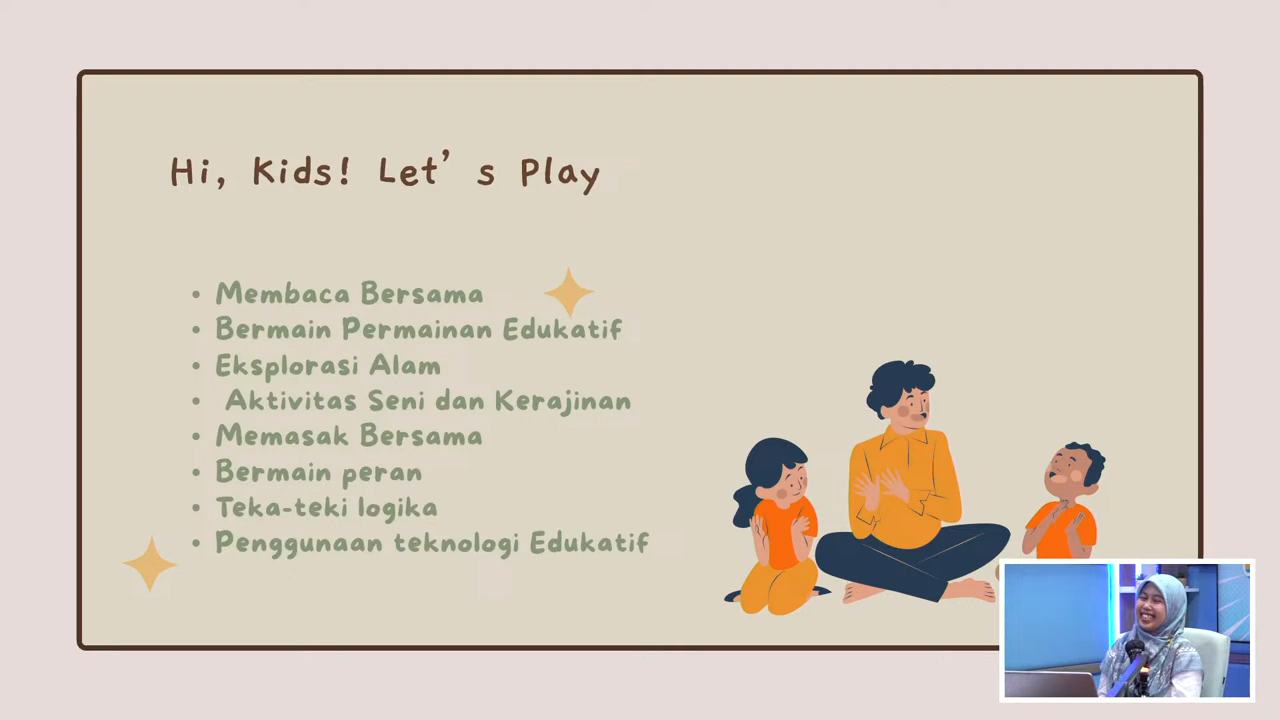 Hi, Kids! Let’s Play
• Membaca Bersama
• Bermain Permainan Edukatif
• Eksplorasi Alam
• Aktivitas Seni dan Kerajinan
• Memasak Bersama
• Bermain peran
• Teka-teki logika
• Penggunaan teknologi Edukatif